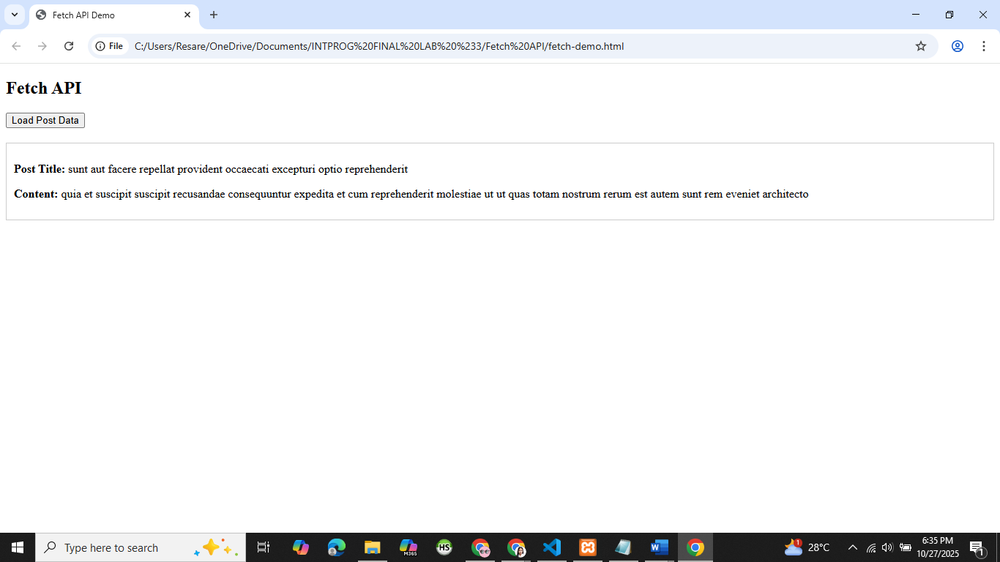 Fetch API Demo
File
C:/Users/Resare/OneDrive/Documents/INTPROG%20FINAL%20LAB%20%233/Fetch%20API/fetch-demo.html
Fetch API
Load Post Data
Post Title: sunt aut facere repellat provident occaecati excepturi optio reprehenderit
Content: quia et suscipit suscipit recusandae consequuntur expedita et cum reprehenderit molestiae ut ut quas totam nostrum rerum est autem sunt rem eveniet architecto
Type here to search
M365
HS
W
1
28°C
6:35 PM
10/27/2025
1